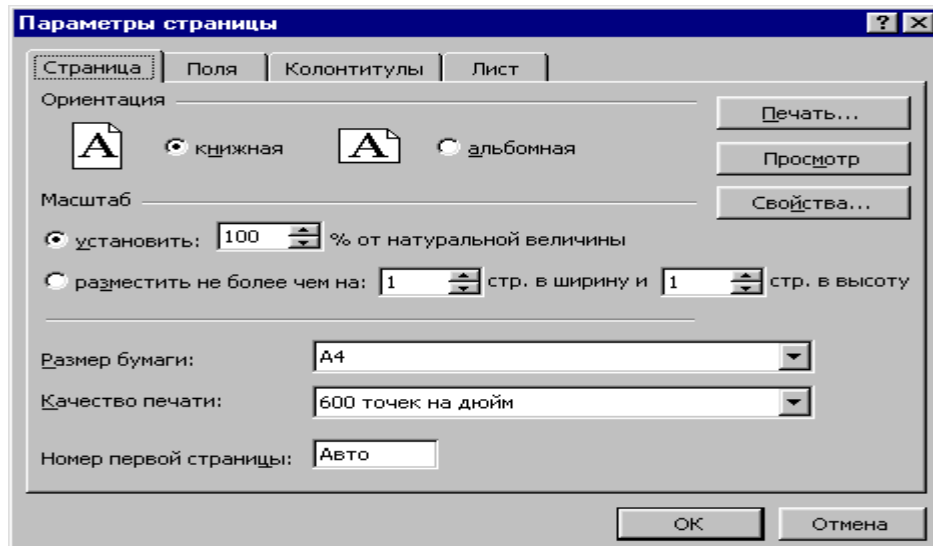 Параметры страницы
Страница Поля Колонтитулы Лист
Ориентация
Печать...
A книжная A альбомная
Просмотр
Масштаб
Свойства...
установить: 100 % от натуральной величины
разместить не более чем на: 1 стр. в ширину и 1 стр. в высоту
Размер бумаги: A4
Качество печати: 600 точек на дюйм
Номер первой страницы: Авто
OK Отмена